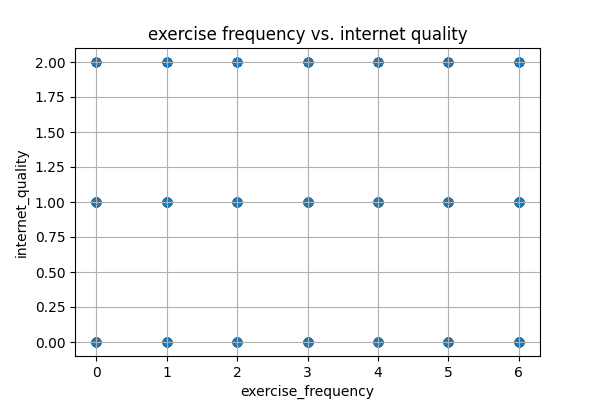 exercise frequency vs. internet quality
2.00
1.75
1.50
1.25
1.00
0.75
0.50
0.25
0.00
internet_quality
0 1 2 3 4 5 6
exercise_frequency